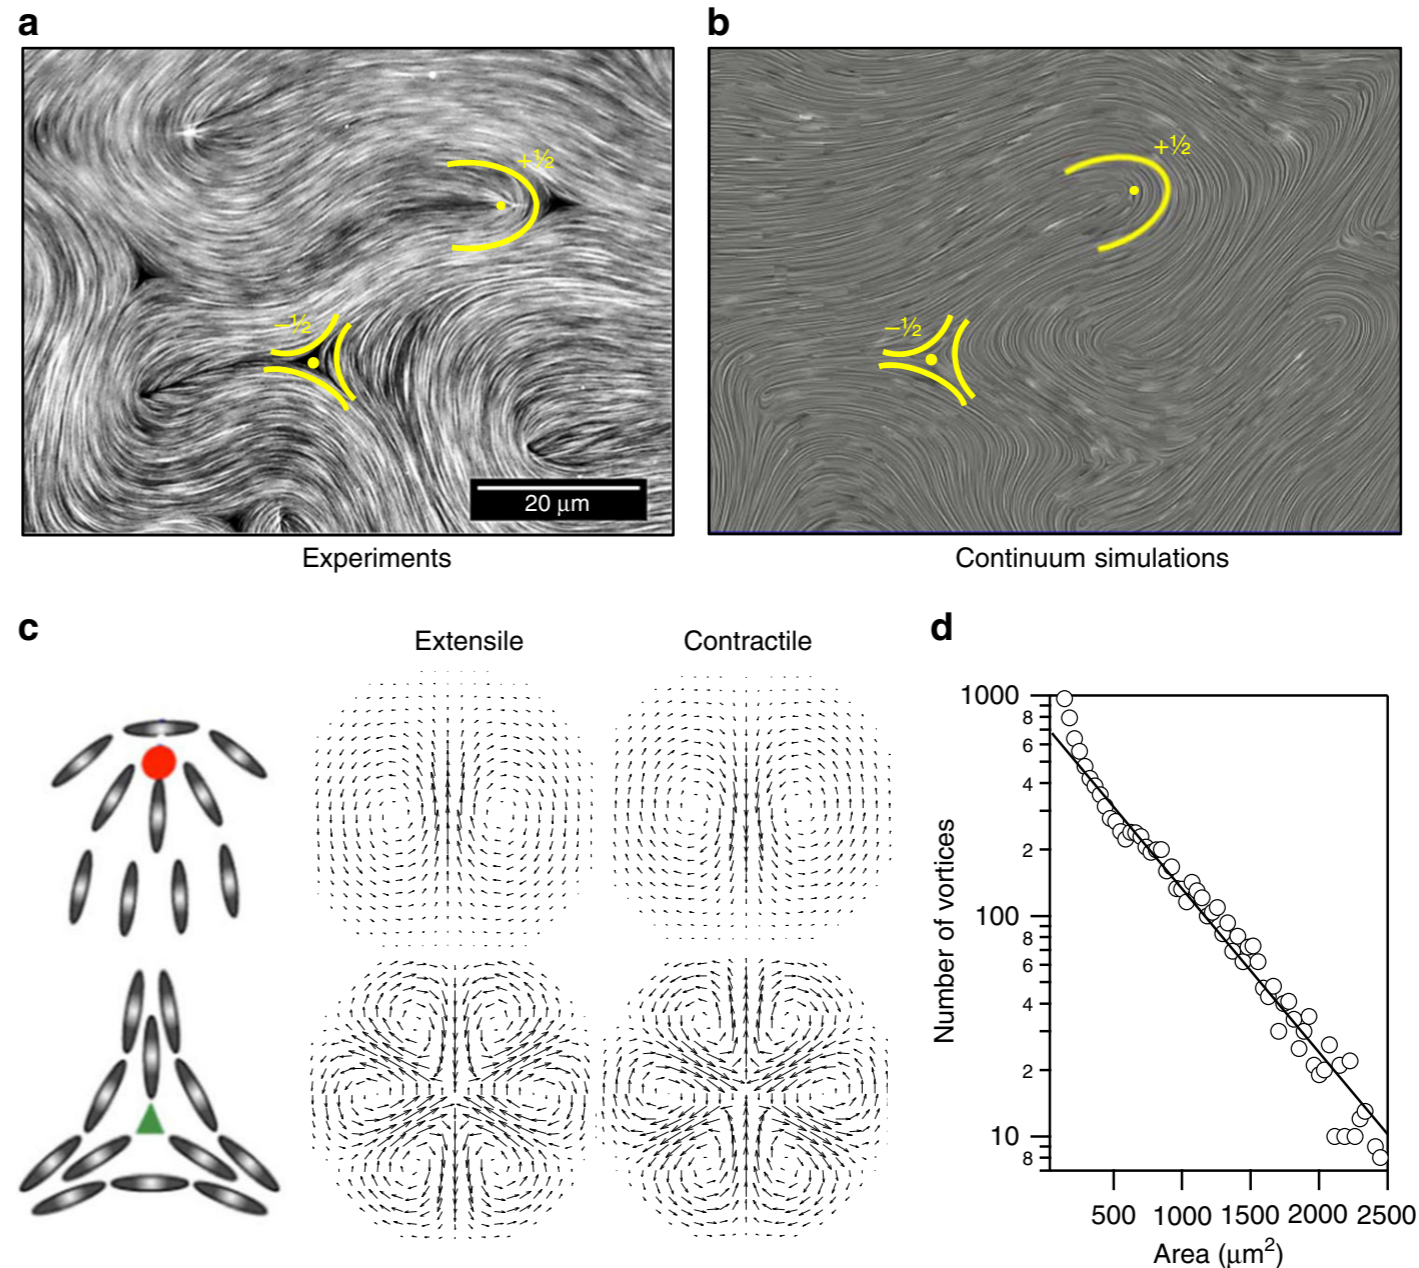 a
b
+½
+½
−½
−½
20 μm
Experiments
Continuum simulations
c
d
Extensile
Contractile
1000
8
6
4
2
100
8
6
4
2
10
8
Number of vortices
500 1000 1500 2000 2500
Area (μm²)